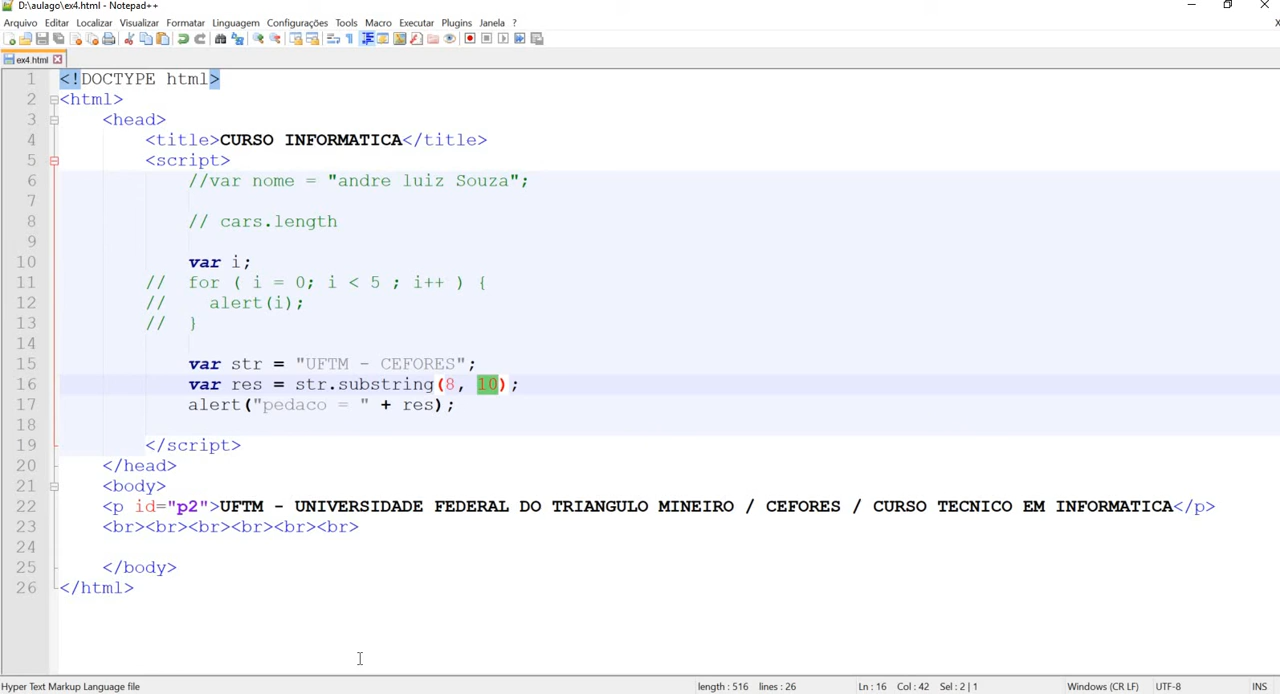 D:\aulago\ex4.html - Notepad++
Arquivo Editar Localizar Visualizar Formatar Linguagem Configurações Tools Macro Executar Plugins Janela ?
ex4.html
1 <!DOCTYPE html>
2 <html>
3 <head>
4 <title>CURSO INFORMATICA</title>
5 <script>
6 //var nome = "andre luiz Souza";
7
8 // cars.length
9
10 var i;
11 // for ( i = 0; i < 5 ; i++ ) {
12 // alert(i);
13 // }
14
15 var str = "UFTM - CEFORES";
16 var res = str.substring(8, 10);
17 alert("pedaco = " + res);
18
19 </script>
20 </head>
21 <body>
22 <p id="p2">UFTM - UNIVERSIDADE FEDERAL DO TRIANGULO MINEIRO / CEFORES / CURSO TECNICO EM INFORMATICA</p>
23 <br><br><br><br><br><br>
24
25 </body>
26 </html>
Hyper Text Markup Language file length : 516 lines : 26 Ln : 16 Col : 42 Sel : 2 | 1 Windows (CR LF) UTF-8 INS